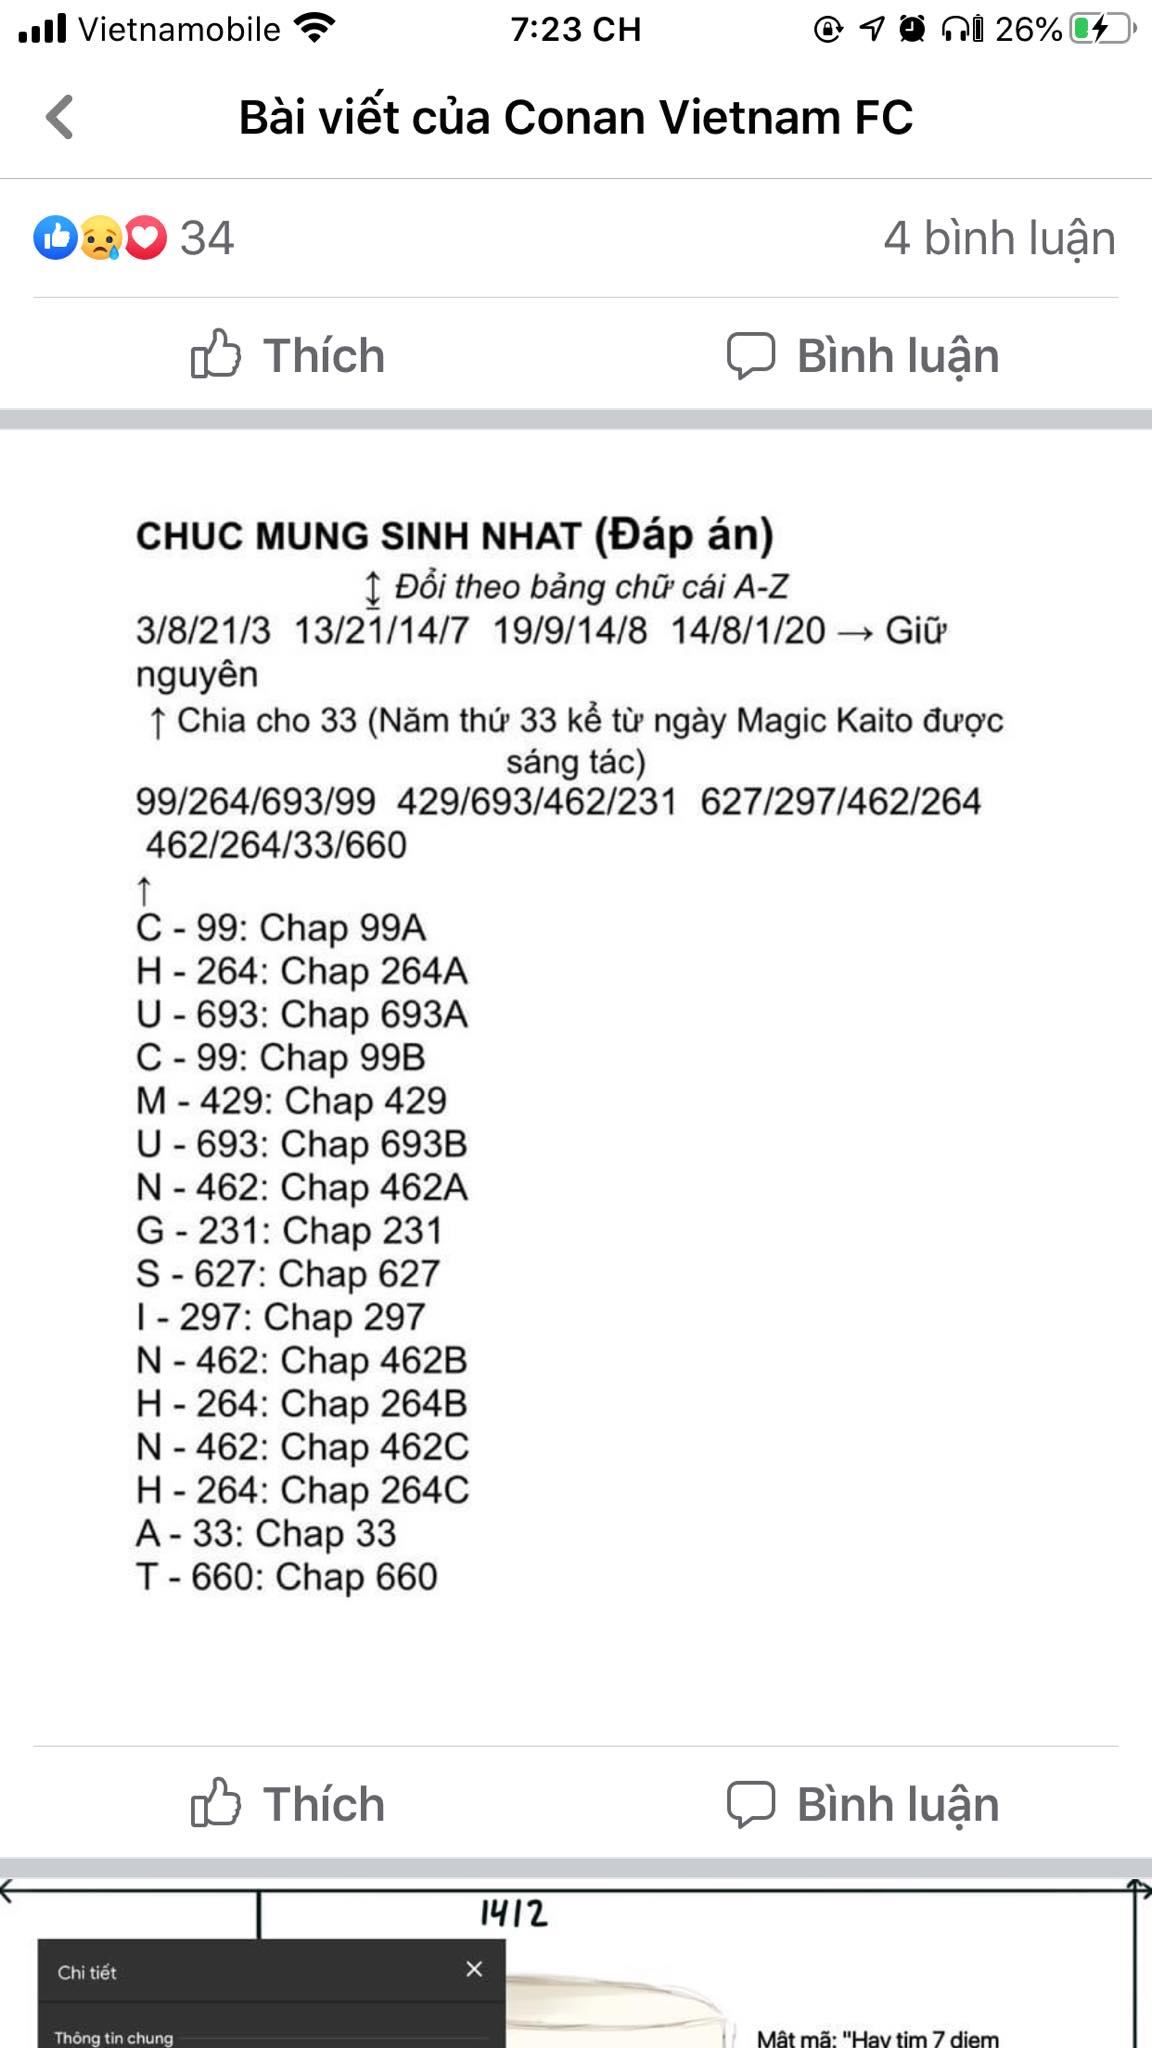 Vietnamobile 7:23 CH 26%
Bài viết của Conan Vietnam FC
34 4 bình luận
Thích Bình luận
CHUC MUNG SINH NHAT (Đáp án)
↕ Đổi theo bảng chữ cái A-Z
3/8/21/3 13/21/14/7 19/9/14/8 14/8/1/20 → Giữ
nguyên
↑ Chia cho 33 (Năm thứ 33 kể từ ngày Magic Kaito được
sáng tác)
99/264/693/99 429/693/462/231 627/297/462/264
462/264/33/660
↑
C - 99: Chap 99A
H - 264: Chap 264A
U - 693: Chap 693A
C - 99: Chap 99B
M - 429: Chap 429
U - 693: Chap 693B
N - 462: Chap 462A
G - 231: Chap 231
S - 627: Chap 627
I - 297: Chap 297
N - 462: Chap 462B
H - 264: Chap 264B
N - 462: Chap 462C
H - 264: Chap 264C
A - 33: Chap 33
T - 660: Chap 660
Thích Bình luận
1412
Chi tiết
Thông tin chung
Mật mã: "Hay tim 7 diem